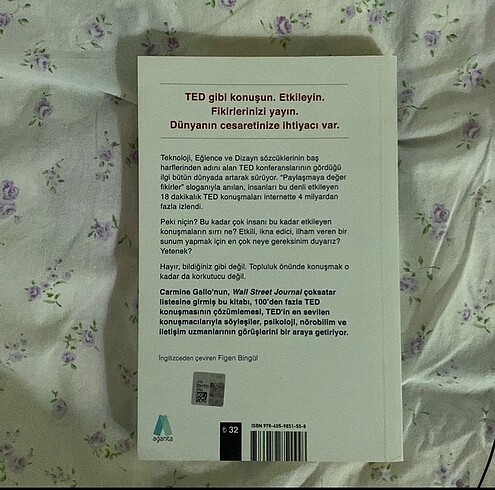 TED gibi konuşun. Etkileyin.
Fikirlerinizi yayın.
Dünyanın cesaretinize ihtiyacı var.
Teknoloji, Eğlence ve Dizayn sözcüklerinin baş
harflerinden adını alan TED konferanslarının gördüğü
ilgi bütün dünyada artarak sürüyor. "Paylaşmaya değer
fikirler" sloganıyla anılan, insanları bu denli etkileyen
18 dakikalık TED konuşmaları internette 4 milyardan
fazla izlendi.
Peki niçin? Bu kadar çok insanı bu kadar etkileyen
konuşmaların sırrı ne? Etkili, ikna edici, ilham veren bir
sunum yapmak için en çok neye gereksinim duyarız?
Yetenek?
Hayır, bildiğiniz gibi değil. Topluluk önünde konuşmak o
kadar da korkutucu değil.
Carmine Gallo'nun, Wall Street Journal çoksatar
listesine girmiş bu kitabı, 100'den fazla TED
konuşmasının çözümlemesi, TED'in en sevilen
konuşmacılarıyla söyleşiler, psikoloji, nörobilim ve
iletişim uzmanlarının görüşlerini bir araya getiriyor.
İngilizceden çeviren Figen Bingül
aganta
₺ 32
ISBN 978-605-9851-55-8